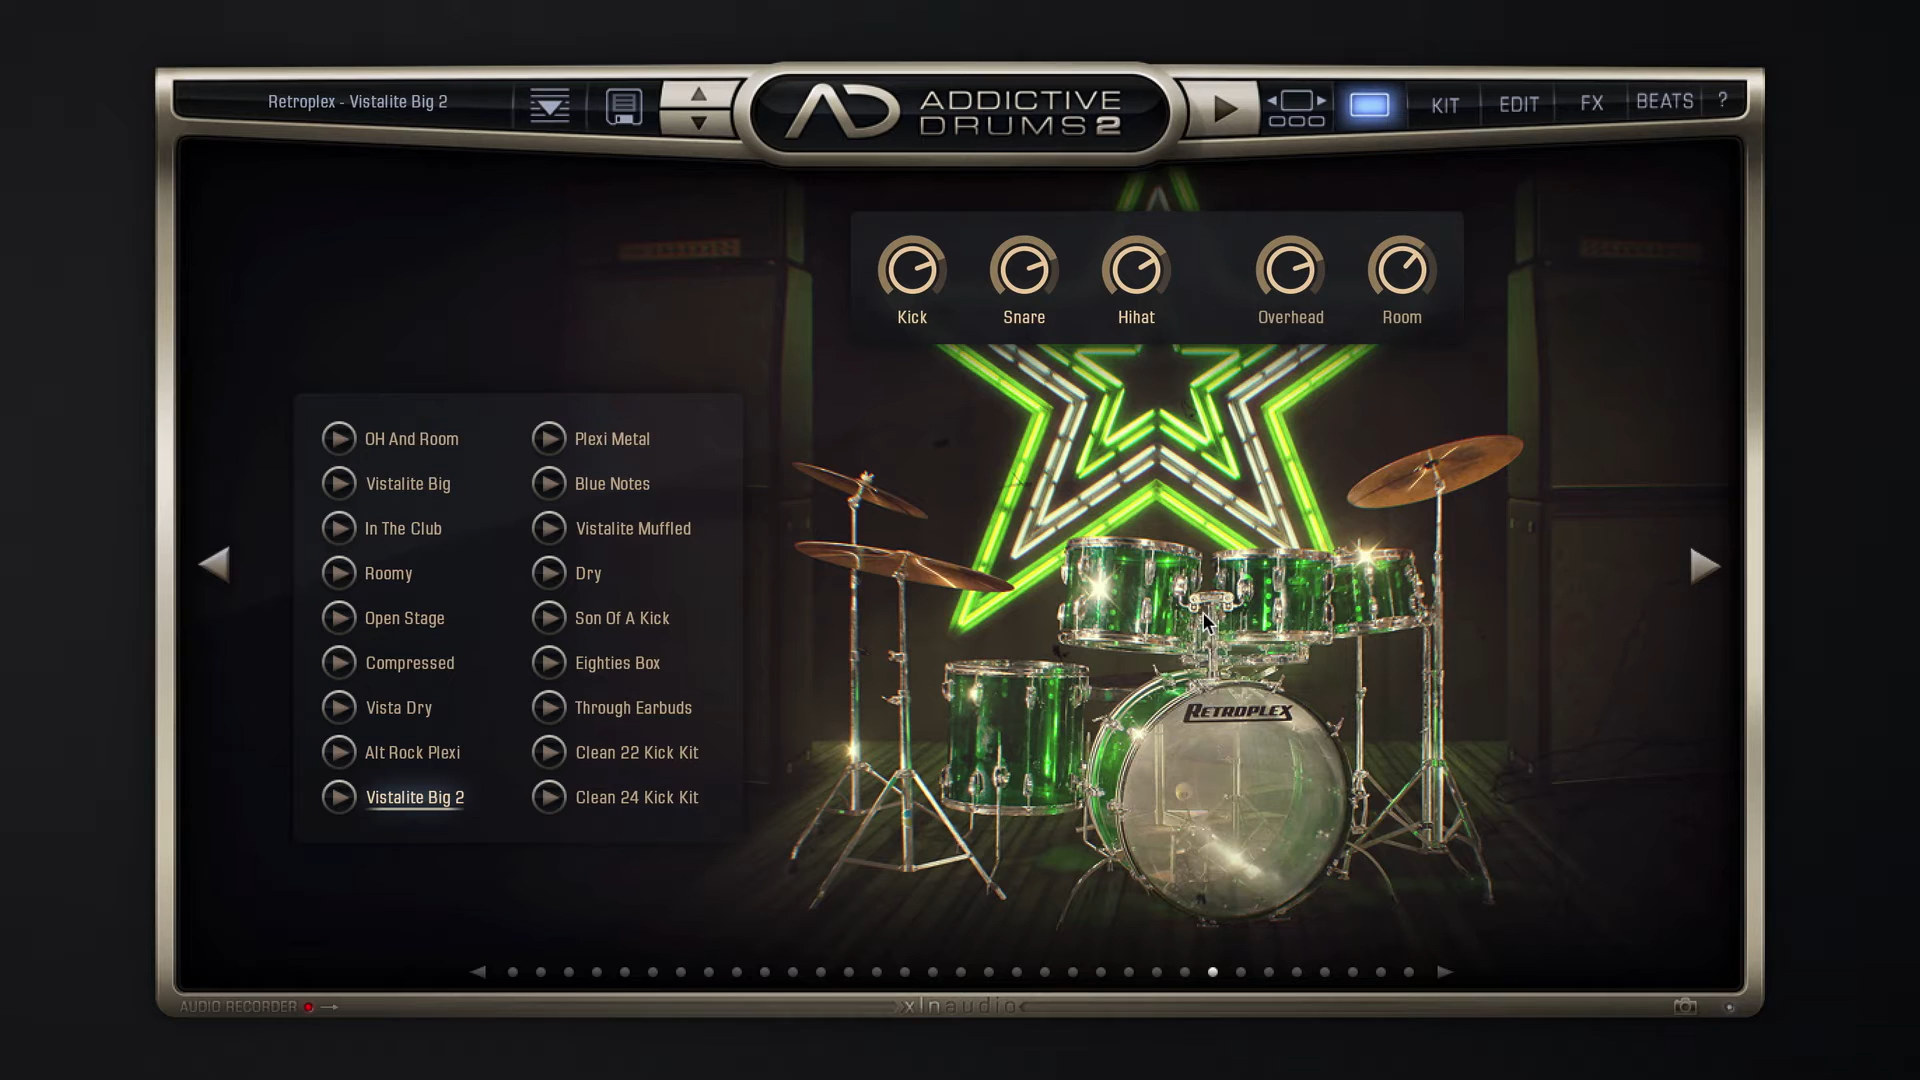 Retroplex - Vistalite Big 2
ADDICTIVE
DRUMS 2
KIT
EDIT
FX
BEATS
?
Kick
Snare
Hihat
Overhead
Room
OH And Room
Vistalite Big
In The Club
Roomy
Open Stage
Compressed
Vista Dry
Alt Rock Plexi
Vistalite Big 2
Plexi Metal
Blue Notes
Vistalite Muffled
Dry
Son Of A Kick
Eighties Box
Through Earbuds
Clean 22 Kick Kit
Clean 24 Kick Kit
RETROPLEX
AUDIO RECORDER
xlnaudio